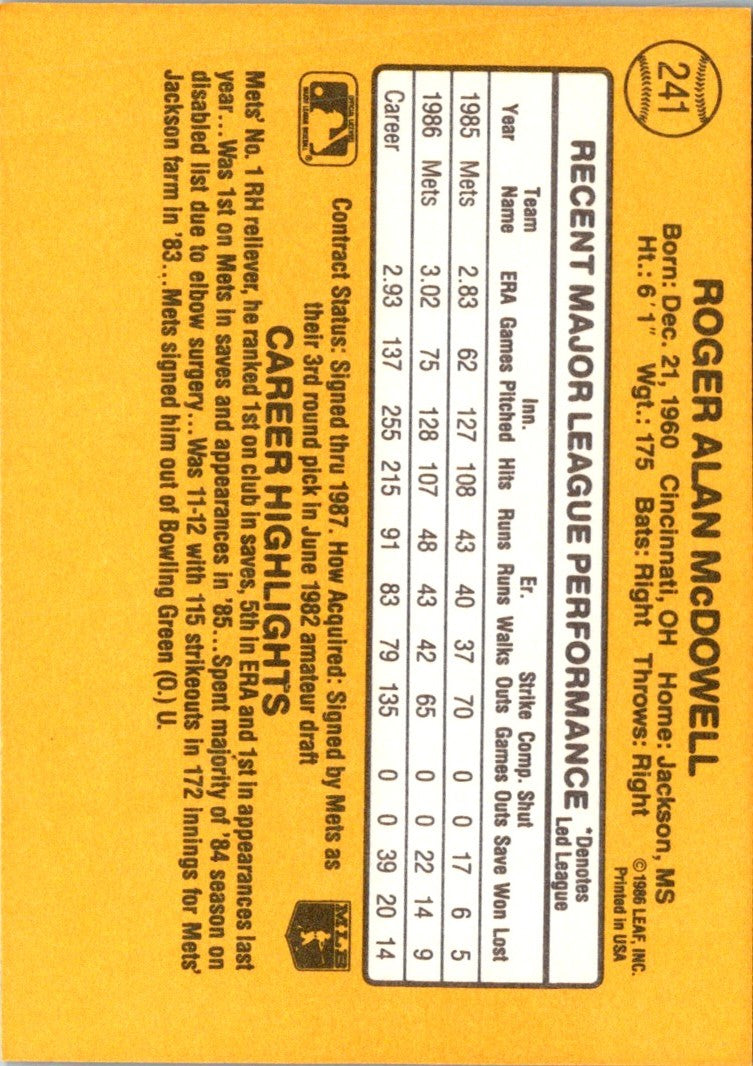 241
ROGER ALAN McDOWELL
Born: Dec. 21, 1960 Cincinnati, OH Home: Jackson, MS
Ht.: 6'1" Wgt.: 175 Bats: Right Throws: Right
©1986 LEAF, INC.
Printed in USA
RECENT MAJOR LEAGUE PERFORMANCE
*Denotes
Led League
Team Inn. Er. Strike Comp. Shut
Year Name ERA Games Pitched Hits Runs Runs Walks Outs Games Outs Save Won Lost
1985 Mets 2.83 62 127 108 43 40 37 70 0 0 17 6 5
1986 Mets 3.02 75 128 107 48 43 42 65 0 0 22 14 9
Career 2.93 137 255 215 91 83 79 135 0 0 39 20 14
Contract Status: Signed thru 1987. How Acquired: Signed by Mets as
their 3rd round pick in June 1982 amateur draft
MLB
CAREER HIGHLIGHTS
Mets' No. 1 RH reliever, he ranked 1st on club in saves, 5th in ERA and 1st in appearances last
year...Was 1st on Mets in saves and appearances in '85...Spent majority of '84 season on
disabled list due to elbow surgery...Was 11-12 with 115 strikeouts in 172 innings for Mets'
Jackson farm in '83...Mets signed him out of Bowling Green (O.) U.